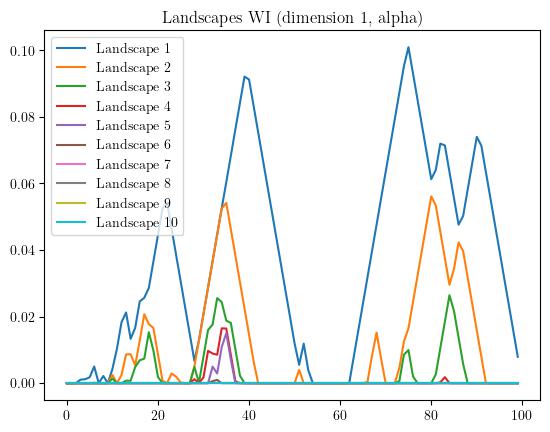 Landscapes WI (dimension 1, alpha)
Landscape 1
Landscape 2
Landscape 3
Landscape 4
Landscape 5
Landscape 6
Landscape 7
Landscape 8
Landscape 9
Landscape 10
0.10
0.08
0.06
0.04
0.02
0.00
0 20 40 60 80 100